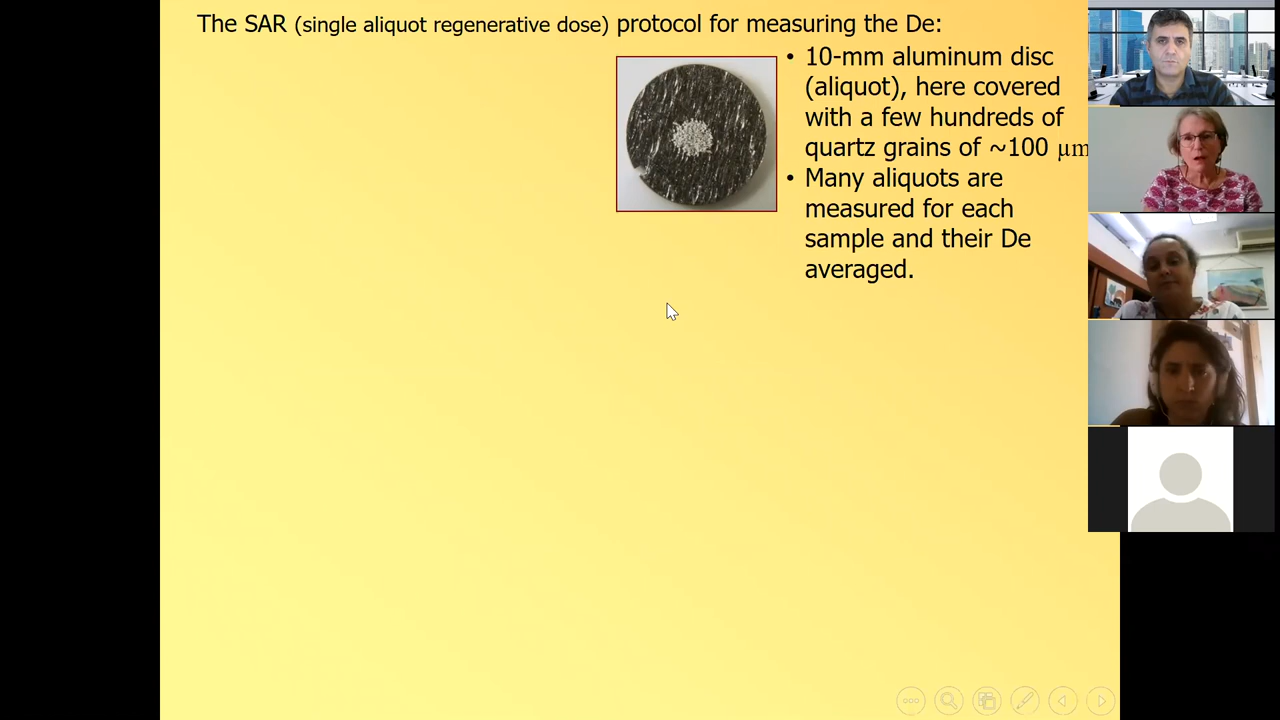 The SAR (single aliquot regenerative dose) protocol for measuring the De:
• 10-mm aluminum disc
(aliquot), here covered
with a few hundreds of
quartz grains of ~100 µm
• Many aliquots are
measured for each
sample and their De
averaged.